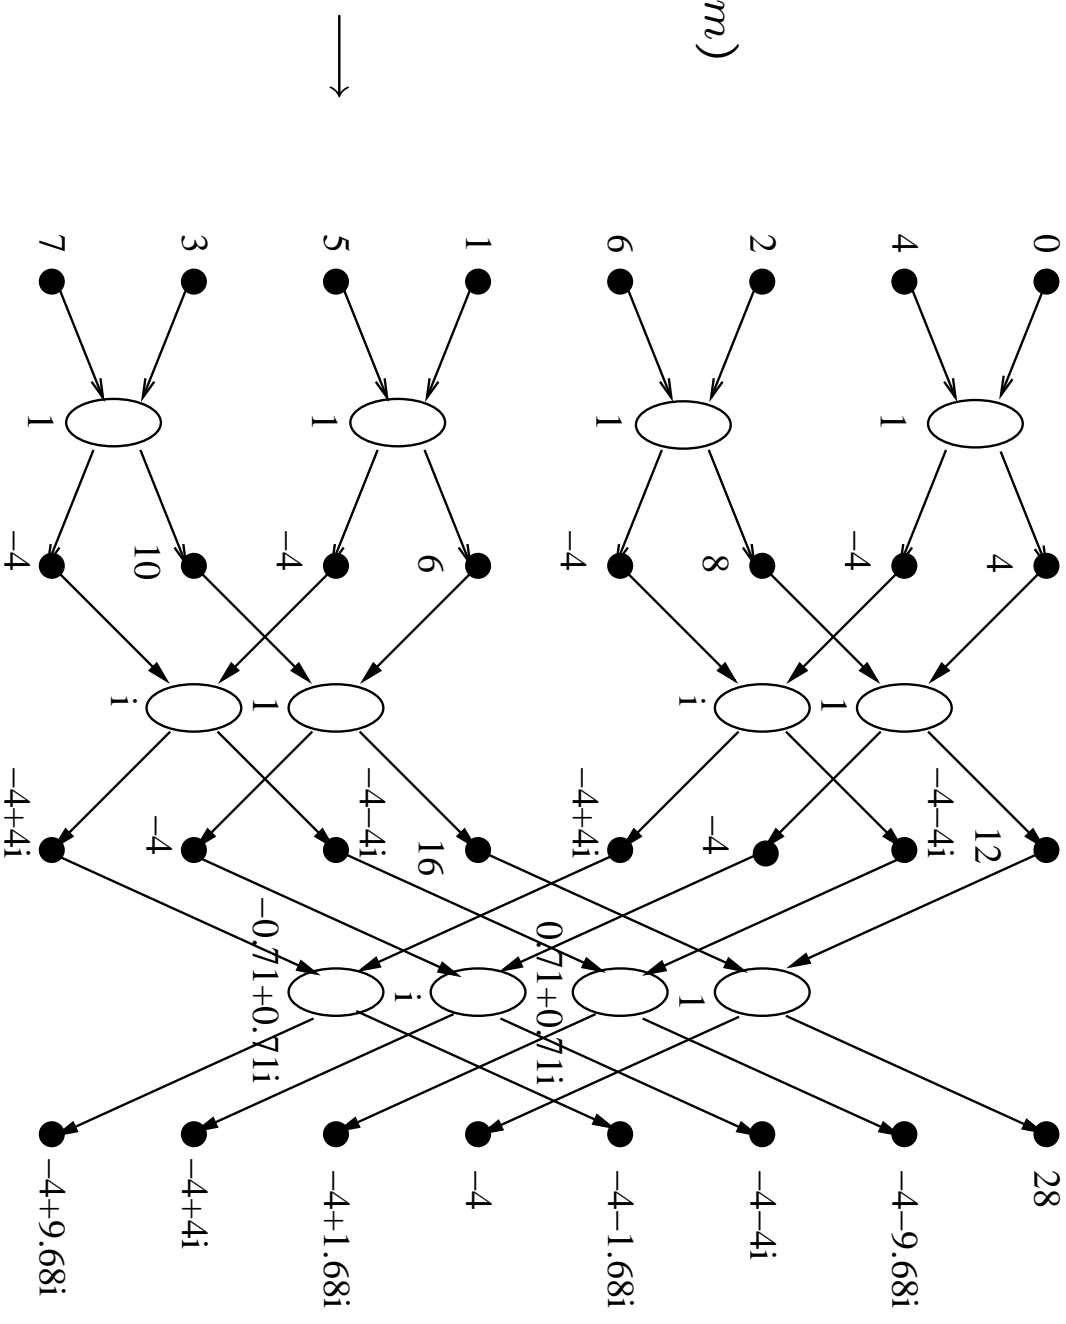 0
28
4
12
–4–4i
4
–4–9.68i
1
–4
1
2
–4–4i
m)
8
–4
i
1
6
–4–1.68i
1
–4+4i
–4
0.71+0.71i
1
–4
6
16
i
–4–4i
→
5
–4+1.68i
1
–4
1
–0.71+0.71i
3
–4+4i
–4
10
i
7
–4+9.68i
1
–4
–4+4i